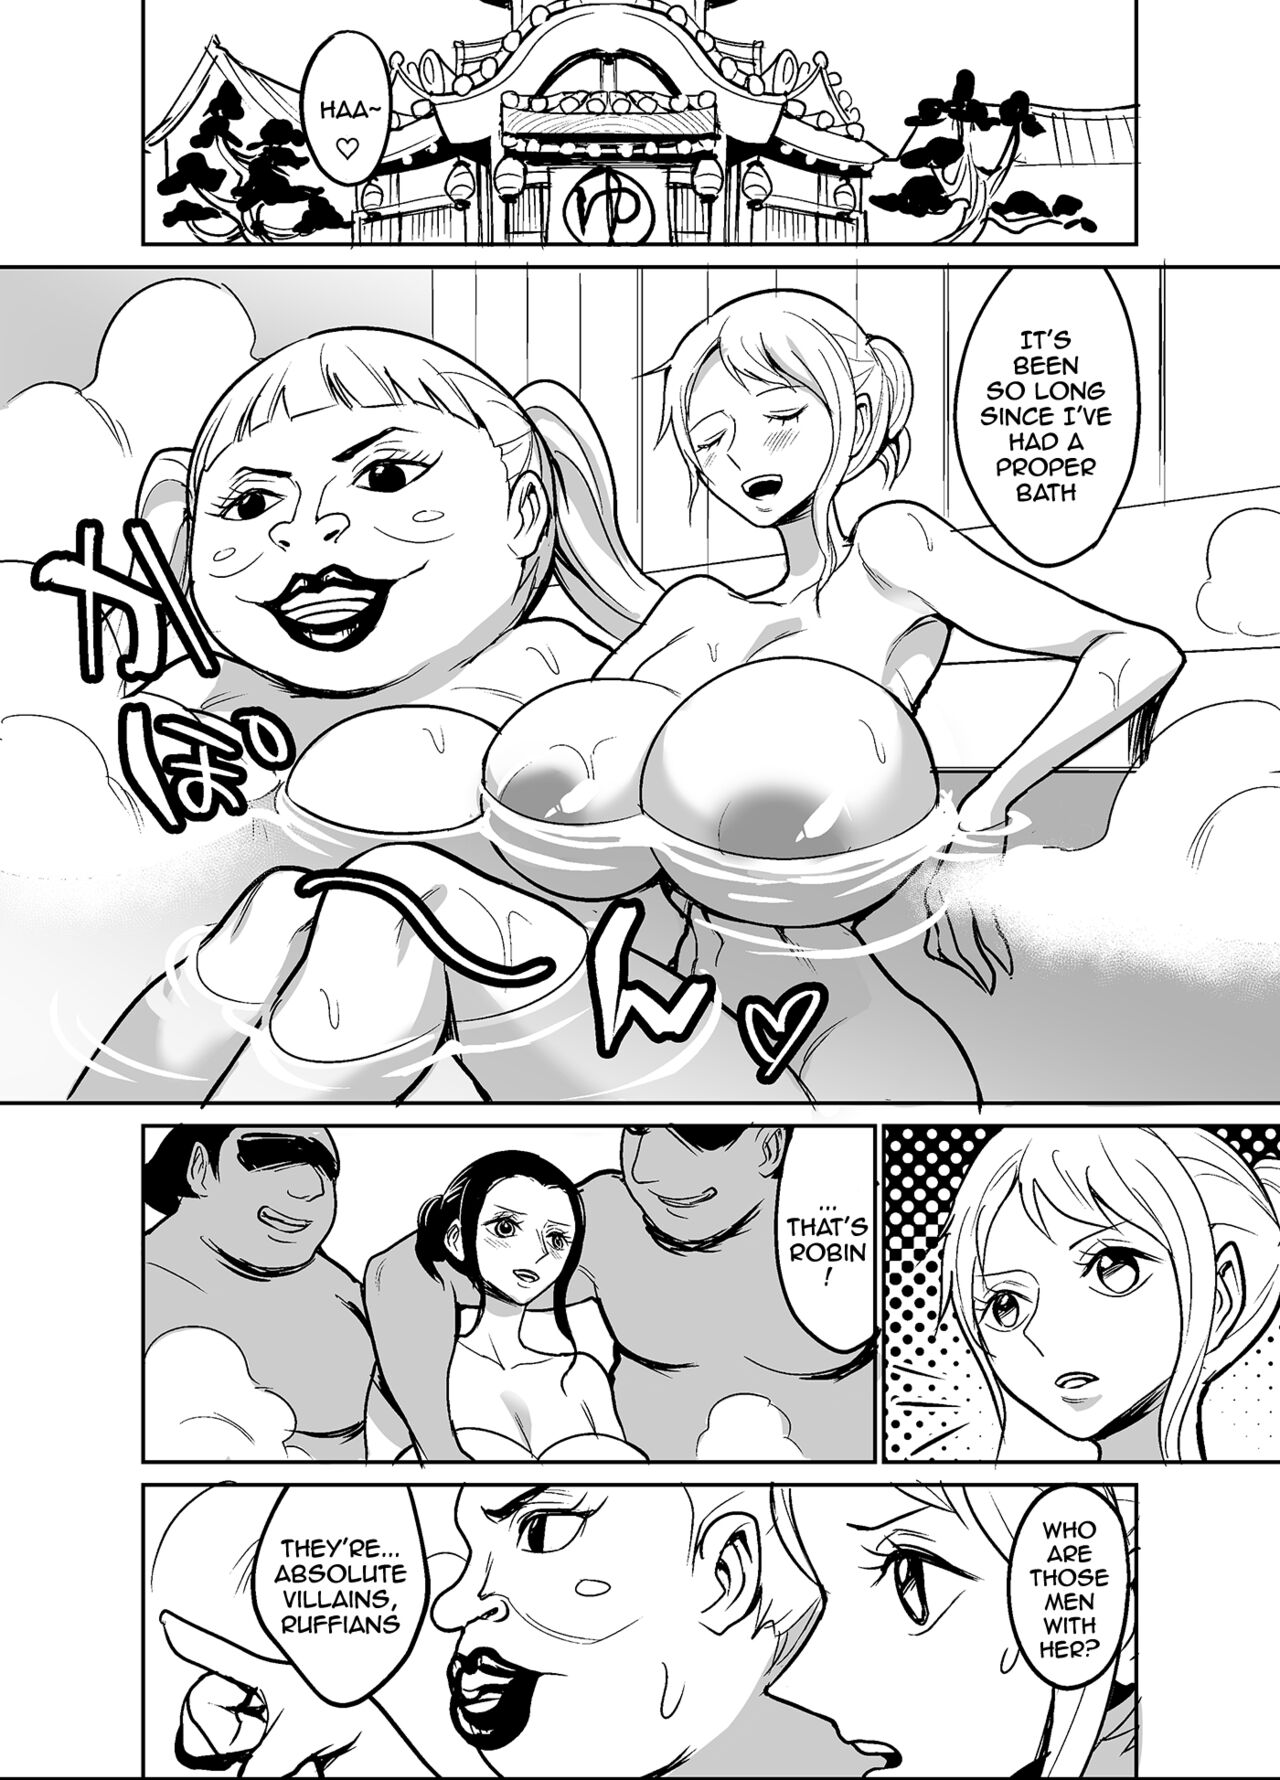 HAA~
♡
ゆ
IT'S
BEEN
SO LONG
SINCE I'VE
HAD A
PROPER
BATH
かぽ～ん♡
...
THAT'S
ROBIN
!
WHO
ARE
THOSE
MEN
WITH
HER?
THEY'RE...
ABSOLUTE
VILLAINS,
RUFFIANS